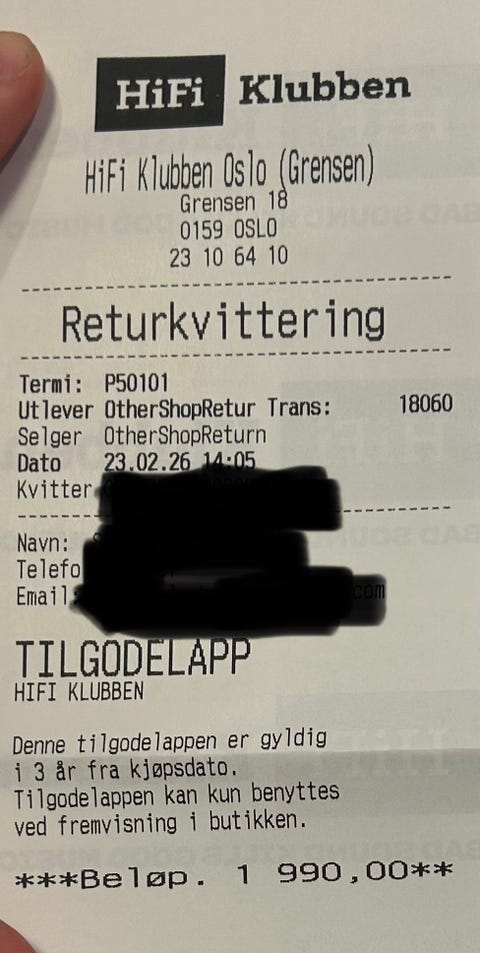 HiFi Klubben
HiFi Klubben Oslo (Grensen)
Grensen 18
0159 OSLO
23 10 64 10
Returkvittering
Termi: P50101
Utlever OtherShopRetur Trans: 18060
Selger OtherShopReturn
Dato 23.02.26 14:05
Kvitter
Navn:
Telefo
Email: com
TILGODELAPP
HIFI KLUBBEN
Denne tilgodelappen er gyldig
i 3 år fra kjøpsdato.
Tilgodelappen kan kun benyttes
ved fremvisning i butikken.
***Beløp. 1 990,00**